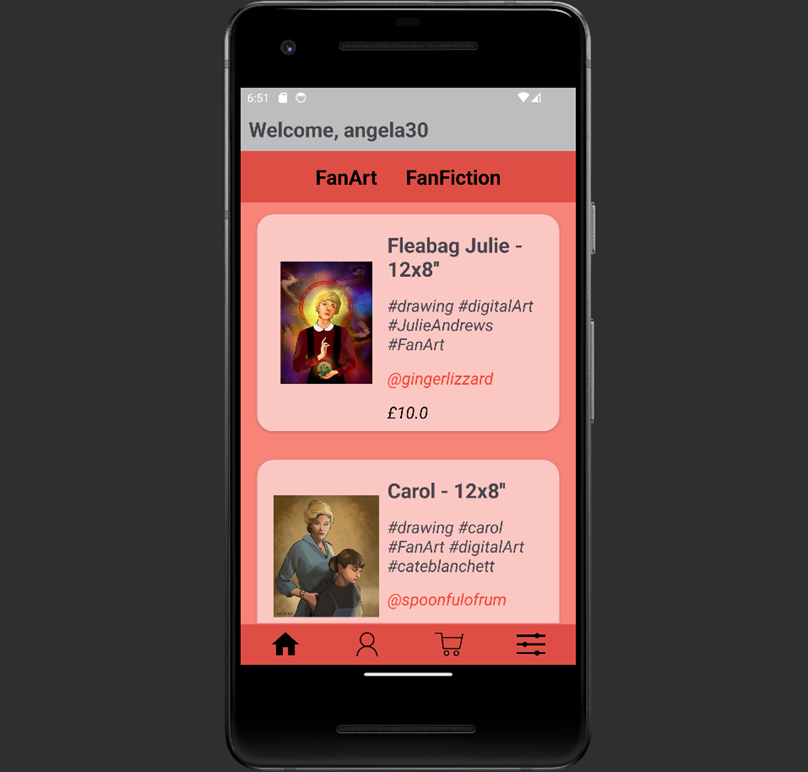 6:51
Welcome, angela30
FanArt FanFiction
Fleabag Julie -
12x8"
#drawing #digitalArt
#JulieAndrews
#FanArt
@gingerlizzard
£10.0
Carol - 12x8"
#drawing #carol
#FanArt #digitalArt
#cateblanchett
@spoonfulofrum